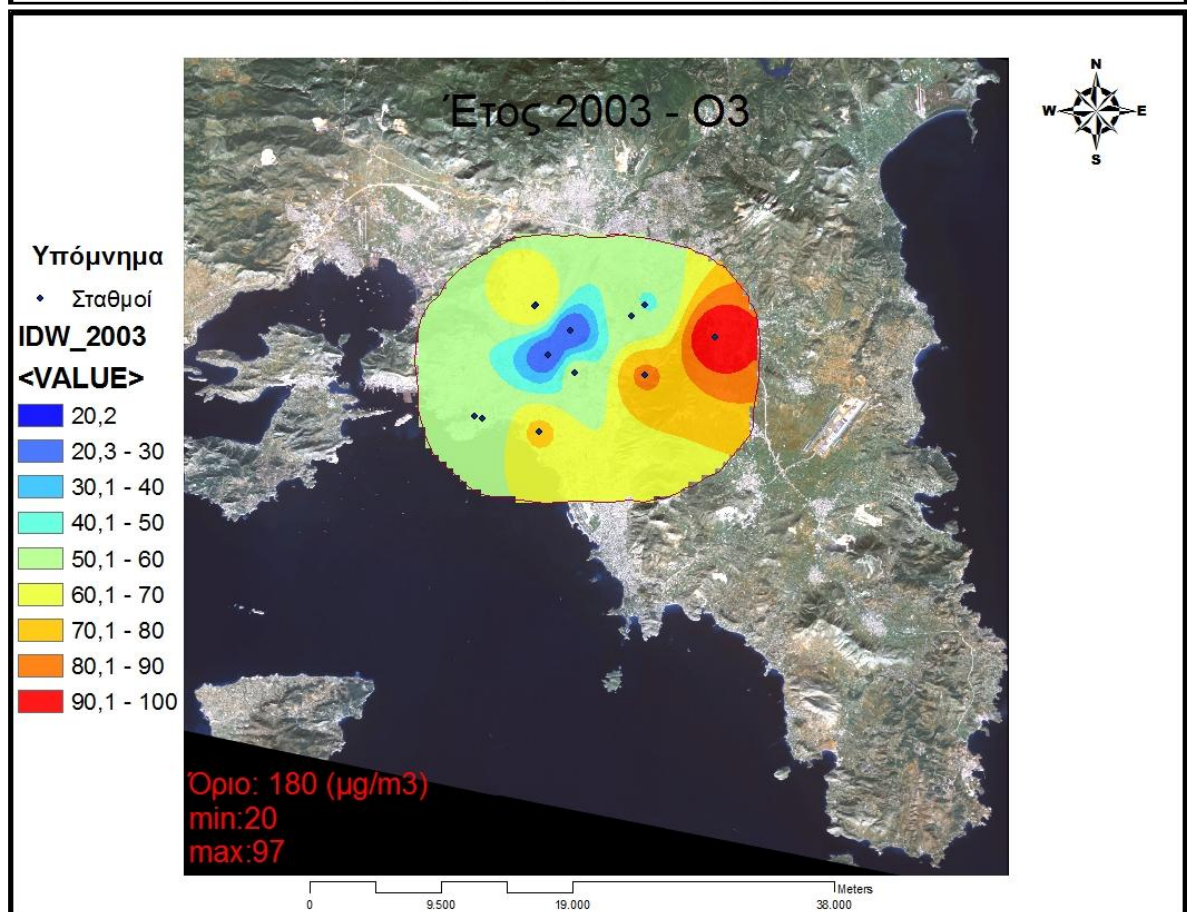 N
W
E
S
Έτος 2003 - O3
Υπόμνημα
Σταθμοί
IDW_2003
<VALUE>
20,2
20,3 - 30
30,1 - 40
40,1 - 50
50,1 - 60
60,1 - 70
70,1 - 80
80,1 - 90
90,1 - 100
Όριο: 180 (μg/m3)
min:20
max:97
Meters
0 9.500 19.000 38.000